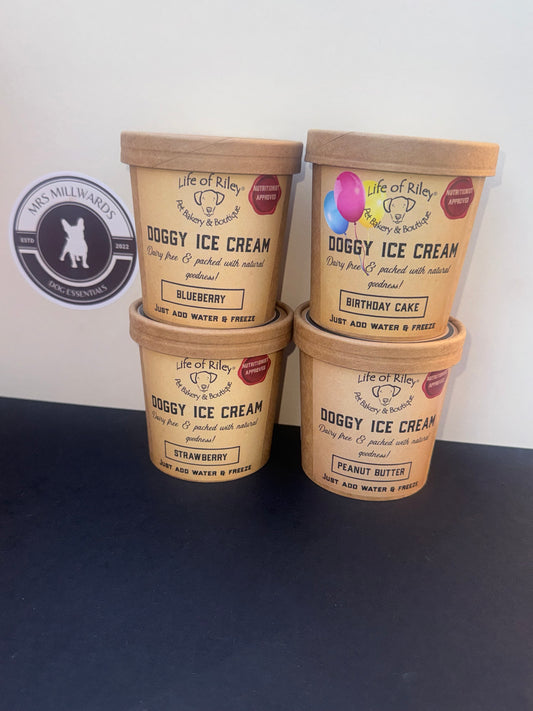 MRS MILLWARDS
ESTD
2022
DOG ESSENTIALS
Life of Riley
Pet Bakery & Boutique
NUTRITIONIST
APPROVED
DOGGY ICE CREAM
Dairy free & packed with natural
goodness!
BLUEBERRY
JUST ADD WATER & FREEZE
Life of Riley
Pet Bakery & Boutique
NUTRITIONIST
APPROVED
DOGGY ICE CREAM
Dairy free & packed with natural
goodness!
BIRTHDAY CAKE
JUST ADD WATER & FREEZE
Life of Riley
Pet Bakery & Boutique
NUTRITIONIST
APPROVED
DOGGY ICE CREAM
Dairy free & packed with natural
goodness!
STRAWBERRY
JUST ADD WATER & FREEZE
Life of Riley
Pet Bakery & Boutique
NUTRITIONIST
APPROVED
DOGGY ICE CREAM
Dairy free & packed with natural
goodness!
PEANUT BUTTER
JUST ADD WATER & FREEZE